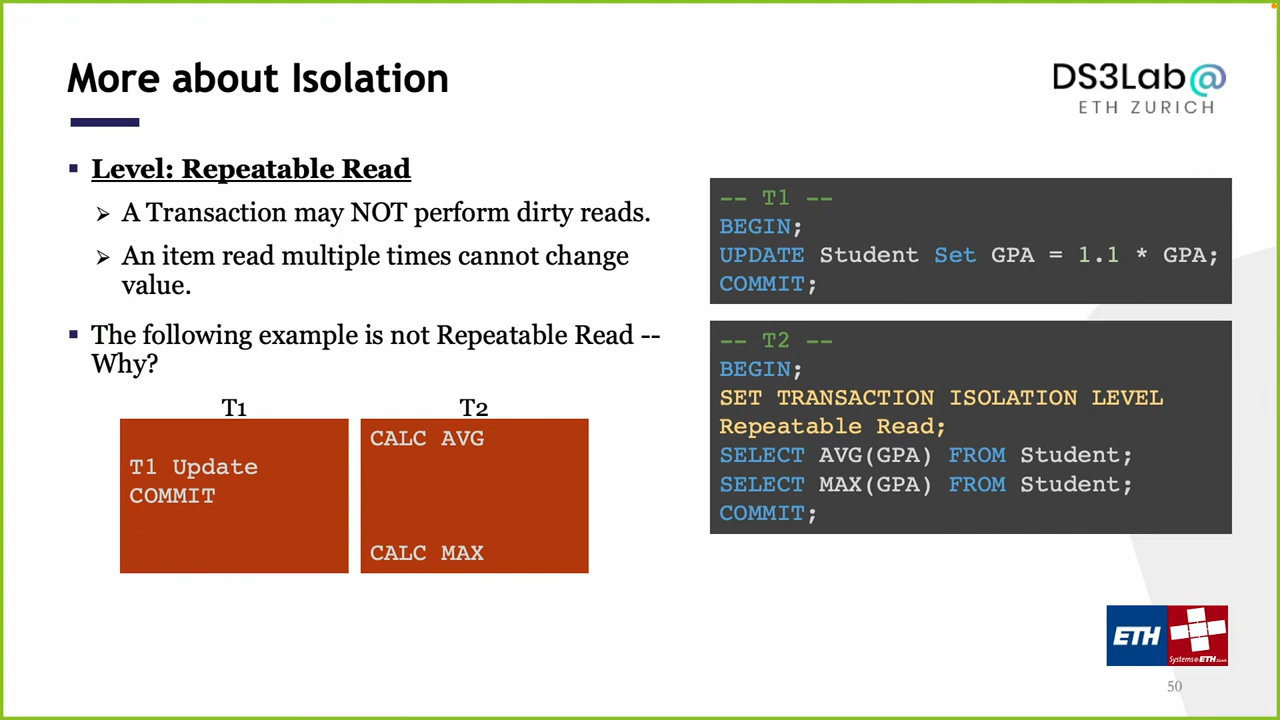 More about Isolation
DS3Lab@
ETH ZURICH
Level: Repeatable Read
A Transaction may NOT perform dirty reads.
An item read multiple times cannot change
value.
The following example is not Repeatable Read --
Why?
T1 T2
CALC AVG
T1 Update
COMMIT
CALC MAX
-- T1 --
BEGIN;
UPDATE Student Set GPA = 1.1 * GPA;
COMMIT;
-- T2 --
BEGIN;
SET TRANSACTION ISOLATION LEVEL
Repeatable Read;
SELECT AVG(GPA) FROM Student;
SELECT MAX(GPA) FROM Student;
COMMIT;
ETH
Systems@ETH Zurich
50